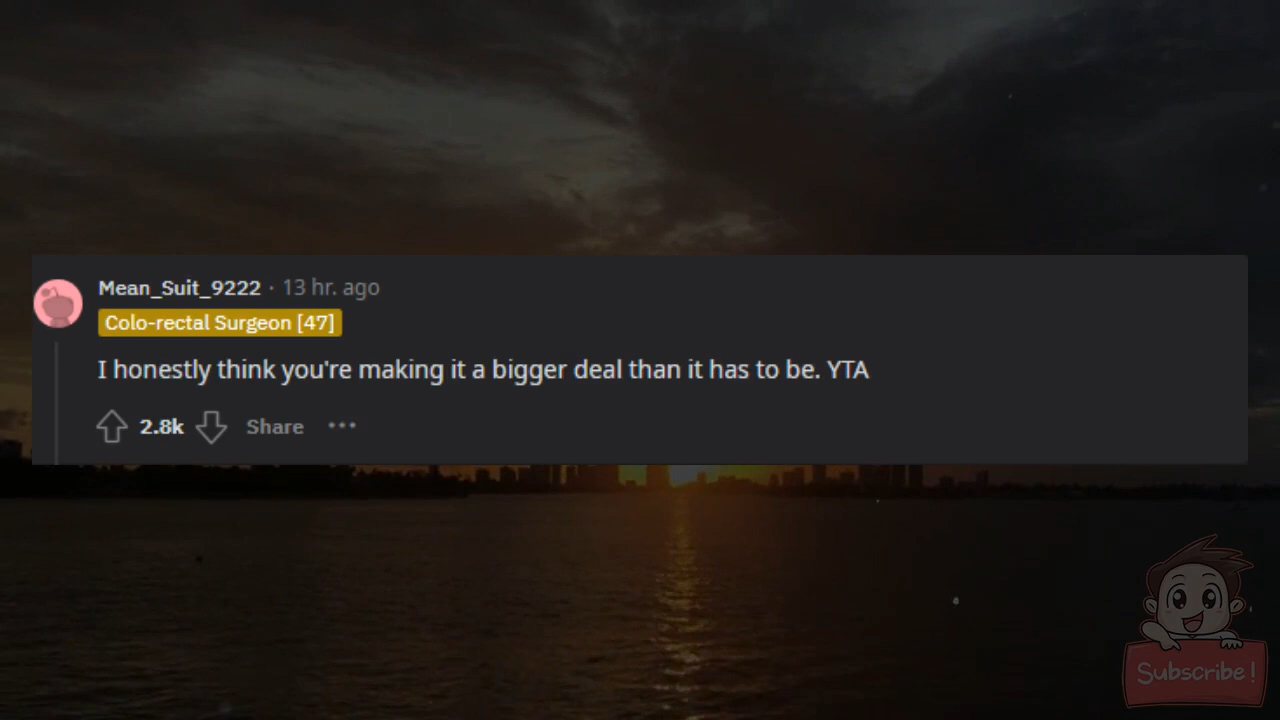 Mean_Suit_9222 · 13 hr. ago
Colo-rectal Surgeon [47]
I honestly think you're making it a bigger deal than it has to be. YTA
2.8k Share ...
Subscribe!